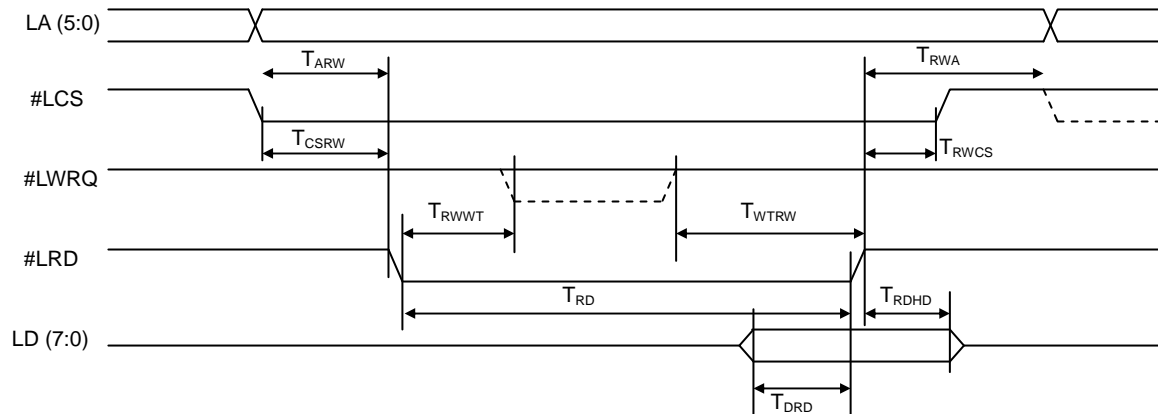 LA (5:0)
T_ARW
T_RWA
#LCS
T_CSRW
T_RWCS
#LWRQ
T_RWWT
T_WTRW
#LRD
T_RD
T_RDHD
LD (7:0)
T_DRD